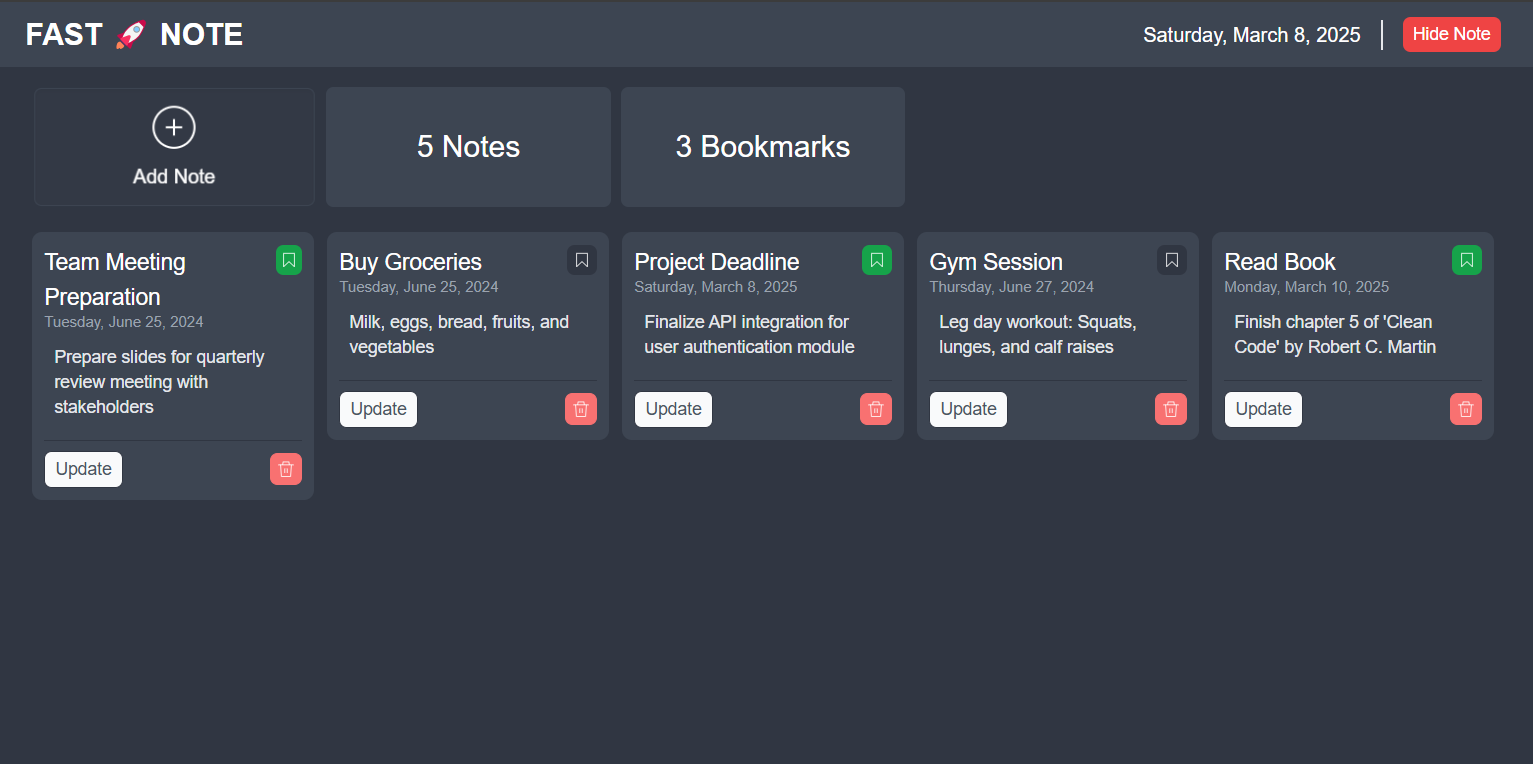 FAST 🚀 NOTE
Saturday, March 8, 2025
Hide Note
Add Note
5 Notes
3 Bookmarks
Team Meeting
Preparation
Tuesday, June 25, 2024
Prepare slides for quarterly
review meeting with
stakeholders
Update
Buy Groceries
Tuesday, June 25, 2024
Milk, eggs, bread, fruits, and
vegetables
Update
Project Deadline
Saturday, March 8, 2025
Finalize API integration for
user authentication module
Update
Gym Session
Thursday, June 27, 2024
Leg day workout: Squats,
lunges, and calf raises
Update
Read Book
Monday, March 10, 2025
Finish chapter 5 of 'Clean
Code' by Robert C. Martin
Update